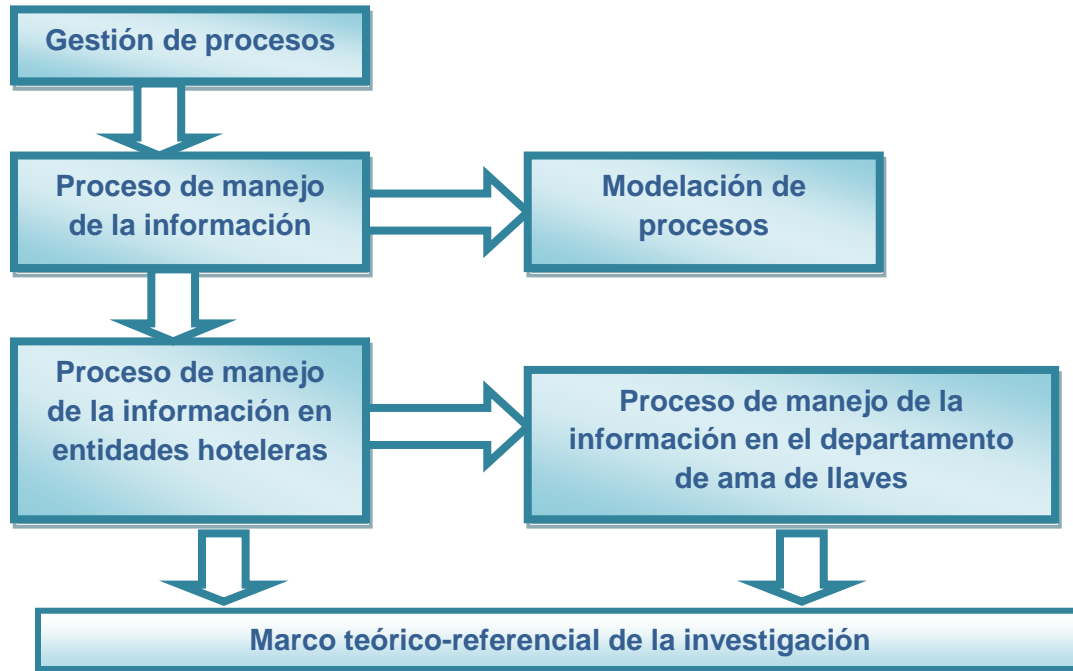 Gestión de procesos
Proceso de manejo
de la información
Modelación de
procesos
Proceso de manejo
de la información en
entidades hoteleras
Proceso de manejo de la
información en el departamento
de ama de llaves
Marco teórico-referencial de la investigación